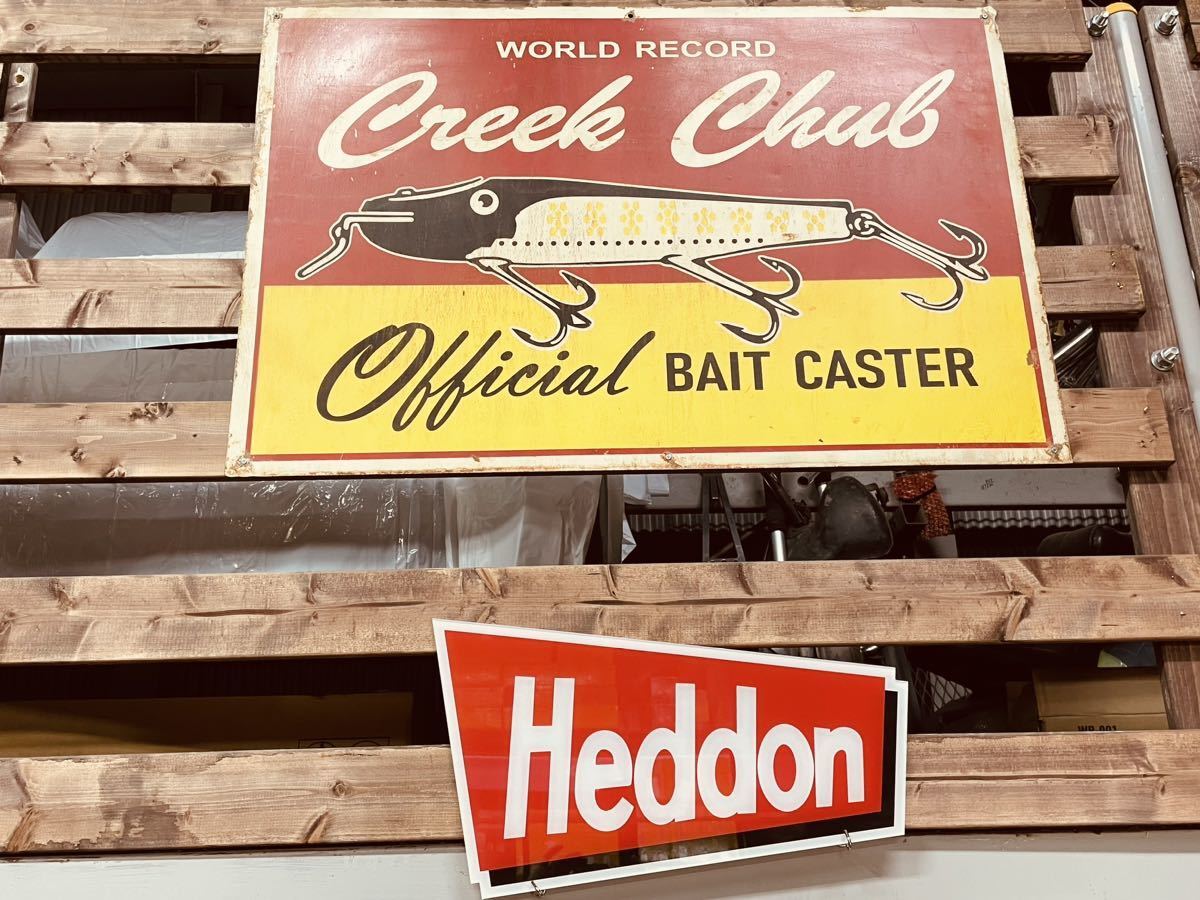 WORLD RECORD
Creek Chub
Official BAIT CASTER
Heddon